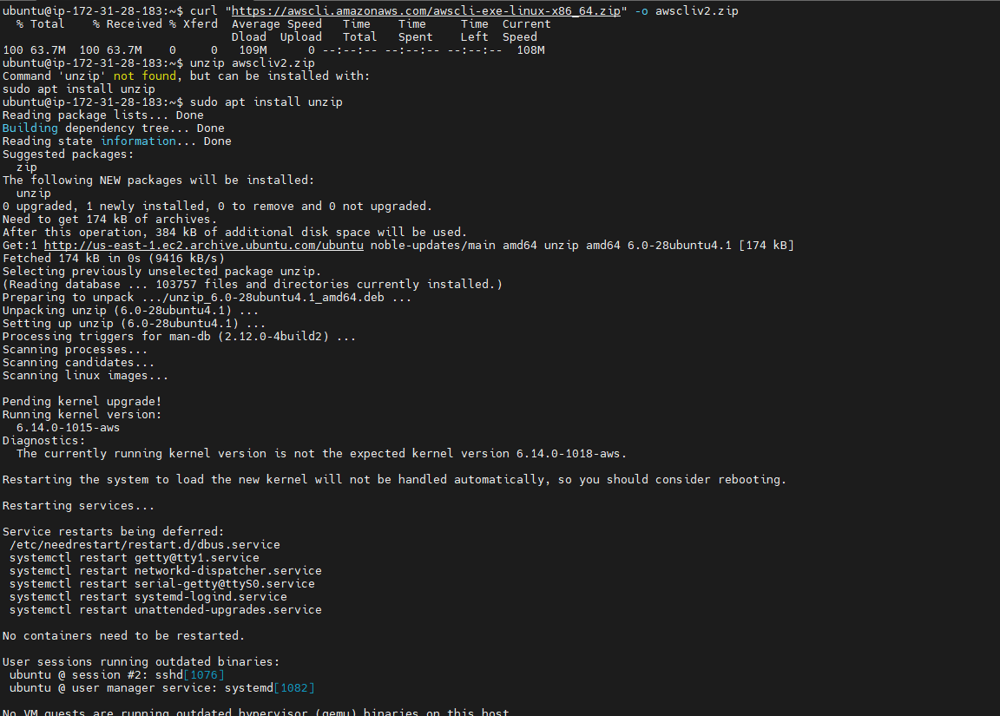 ubuntu@ip-172-31-28-183:~$ curl "https://awscli.amazonaws.com/awscli-exe-linux-x86_64.zip" -o awscliv2.zip
  % Total    % Received % Xferd  Average Speed   Time    Time     Time  Current
                                 Dload  Upload   Total   Spent    Left  Speed
100 63.7M  100 63.7M    0     0   109M      0 --:--:-- --:--:-- --:--:--  108M
ubuntu@ip-172-31-28-183:~$ unzip awscliv2.zip
Command 'unzip' not found, but can be installed with:
sudo apt install unzip
ubuntu@ip-172-31-28-183:~$ sudo apt install unzip
Reading package lists... Done
Building dependency tree... Done
Reading state information... Done
Suggested packages:
  zip
The following NEW packages will be installed:
  unzip
0 upgraded, 1 newly installed, 0 to remove and 0 not upgraded.
Need to get 174 kB of archives.
After this operation, 384 kB of additional disk space will be used.
Get:1 http://us-east-1.ec2.archive.ubuntu.com/ubuntu noble-updates/main amd64 unzip amd64 6.0-28ubuntu4.1 [174 kB]
Fetched 174 kB in 0s (9416 kB/s)
Selecting previously unselected package unzip.
(Reading database ... 103757 files and directories currently installed.)
Preparing to unpack .../unzip_6.0-28ubuntu4.1_amd64.deb ...
Unpacking unzip (6.0-28ubuntu4.1) ...
Setting up unzip (6.0-28ubuntu4.1) ...
Processing triggers for man-db (2.12.0-4build2) ...
Scanning processes...
Scanning candidates...
Scanning linux images...

Pending kernel upgrade!
Running kernel version:
  6.14.0-1015-aws
Diagnostics:
  The currently running kernel version is not the expected kernel version 6.14.0-1018-aws.

Restarting the system to load the new kernel will not be handled automatically, so you should consider rebooting.

Restarting services...

Service restarts being deferred:
 /etc/needrestart/restart.d/dbus.service
 systemctl restart getty@tty1.service
 systemctl restart networkd-dispatcher.service
 systemctl restart serial-getty@ttyS0.service
 systemctl restart systemd-logind.service
 systemctl restart unattended-upgrades.service

No containers need to be restarted.

User sessions running outdated binaries:
 ubuntu @ session #2: sshd[1076]
 ubuntu @ user manager service: systemd[1082]

No VM guests are running outdated hypervisor (qemu) binaries on this host